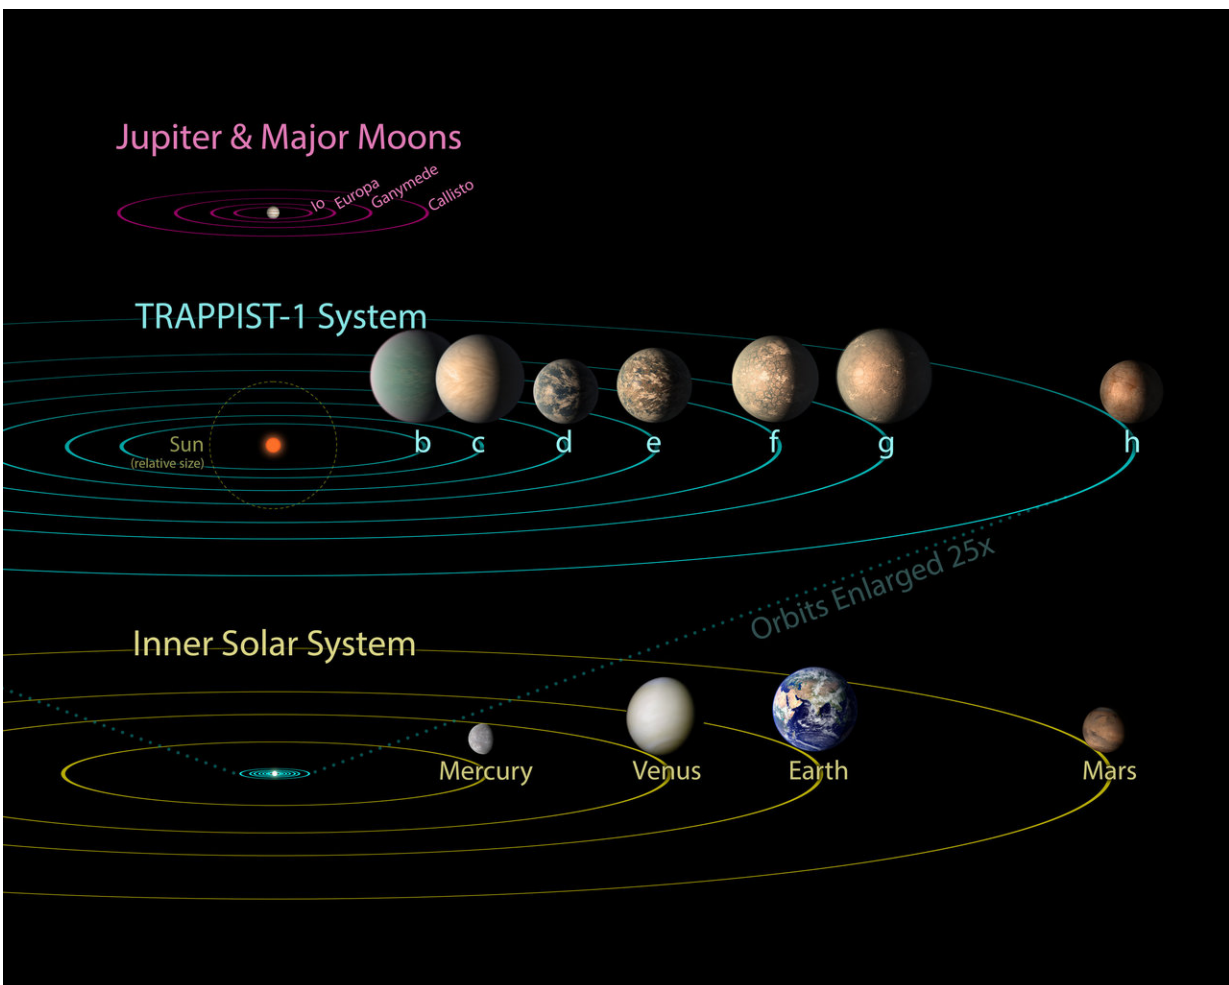 Jupiter & Major Moons
Io
Europa
Ganymede
Callisto
TRAPPIST-1 System
Sun
(relative size)
b
c
d
e
f
g
h
Orbits Enlarged 25x
Inner Solar System
Mercury
Venus
Earth
Mars